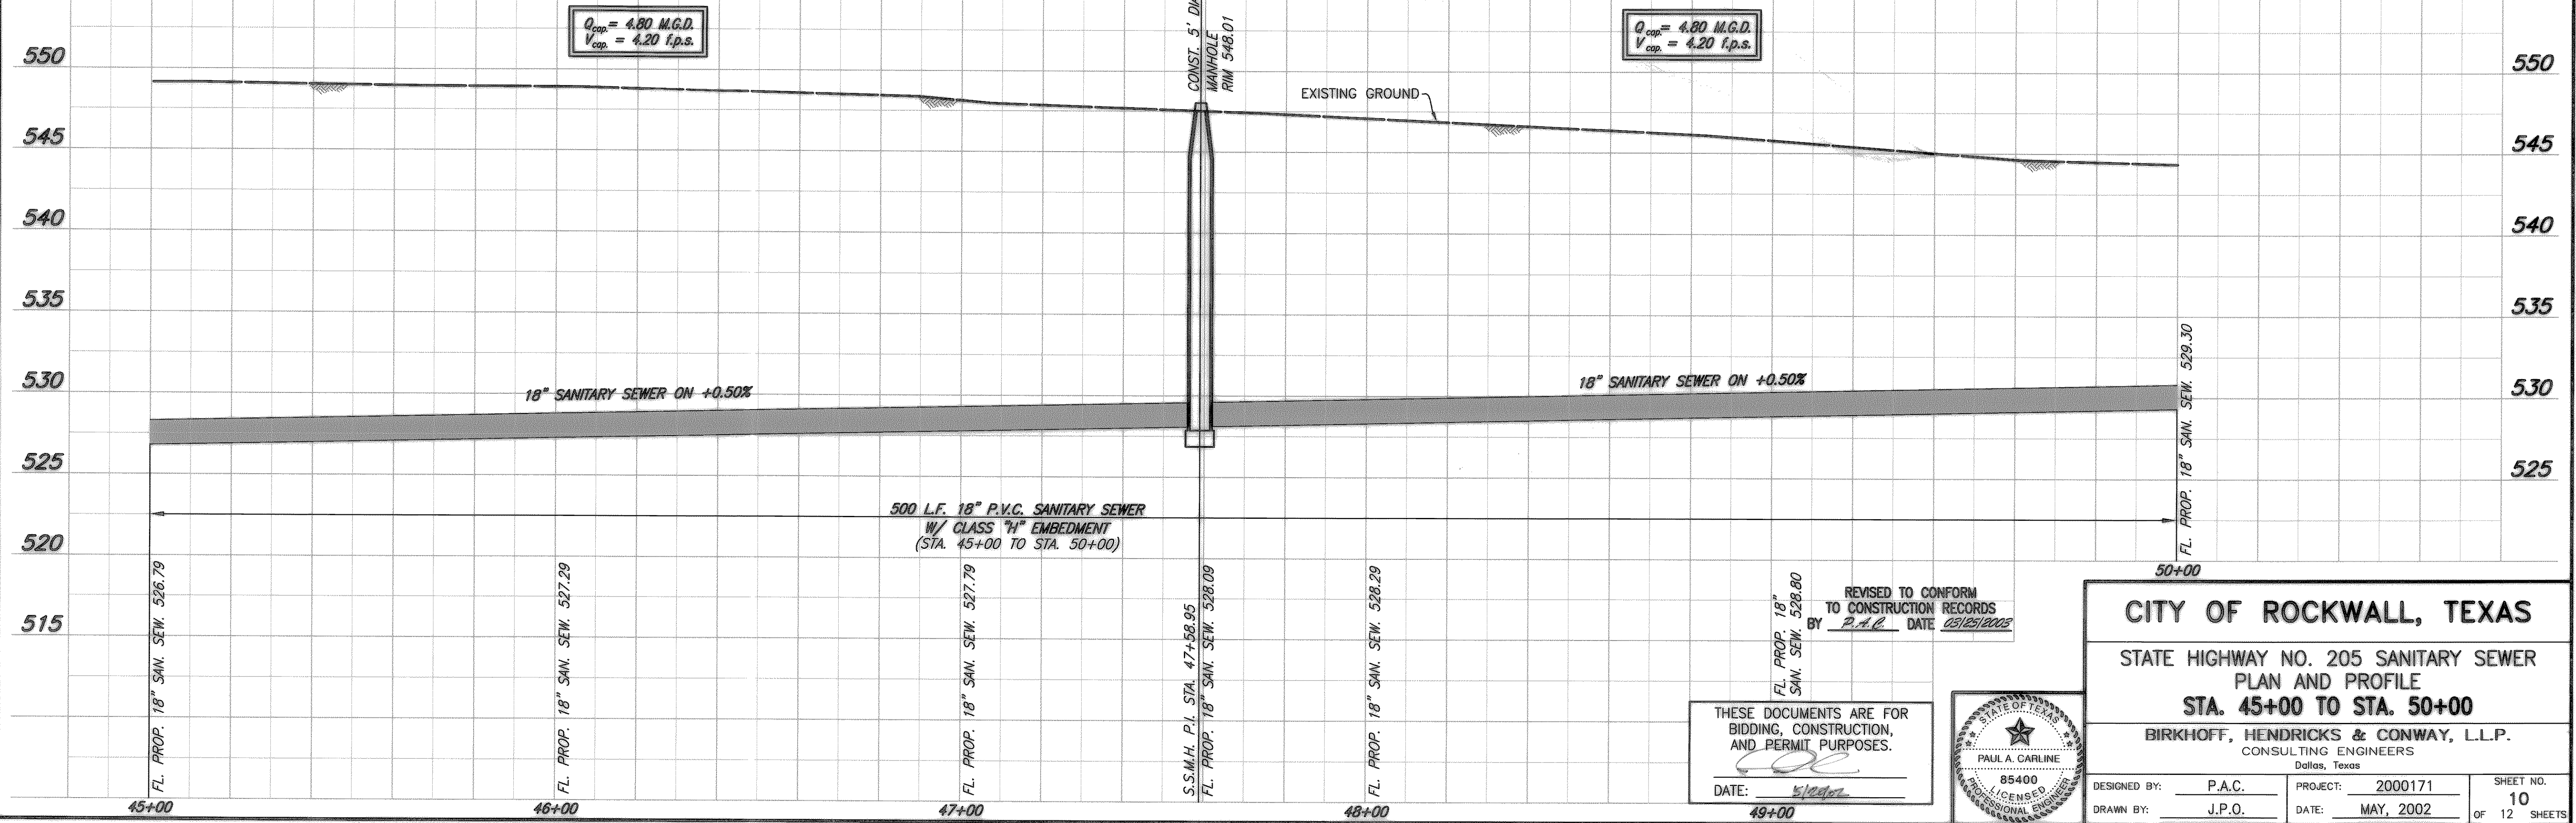 Qcap.= 4.80 M.G.D.
Vcap. = 4.20 f.p.s.
CONST. 5' DIA
MANHOLE
RIM 548.01
Qcap.= 4.80 M.G.D.
Vcap. = 4.20 f.p.s.
550
550
EXISTING GROUND
545
545
540
540
535
535
530
530
18" SANITARY SEWER ON +0.50%
18" SANITARY SEWER ON +0.50%
525
525
500 L.F. 18" P.V.C. SANITARY SEWER
W/ CLASS "H" EMBEDMENT
(STA. 45+00 TO STA. 50+00)
520
515
FL. PROP. 18" SAN. SEW. 526.79
FL. PROP. 18" SAN. SEW. 527.29
FL. PROP. 18" SAN. SEW. 527.79
S.S.M.H. P.I. STA. 47+58.95
FL. PROP. 18" SAN. SEW. 528.09
FL. PROP. 18" SAN. SEW. 528.29
FL. PROP. 18"
SAN. SEW. 528.80
FL. PROP. 18" SAN. SEW. 529.30
45+00
46+00
47+00
48+00
49+00
50+00
REVISED TO CONFORM
TO CONSTRUCTION RECORDS
BY P.A.C. DATE 03/25/2003
THESE DOCUMENTS ARE FOR
BIDDING, CONSTRUCTION,
AND PERMIT PURPOSES.
DATE:
STATE OF TEXAS
PAUL A. CARLINE
85400
LICENSED
PROFESSIONAL ENGINEER
CITY OF ROCKWALL, TEXAS
STATE HIGHWAY NO. 205 SANITARY SEWER
PLAN AND PROFILE
STA. 45+00 TO STA. 50+00
BIRKHOFF, HENDRICKS & CONWAY, L.L.P.
CONSULTING ENGINEERS
Dallas, Texas
DESIGNED BY: P.A.C. PROJECT: 2000171 SHEET NO.
10
DRAWN BY: J.P.O. DATE: MAY, 2002 OF 12 SHEETS